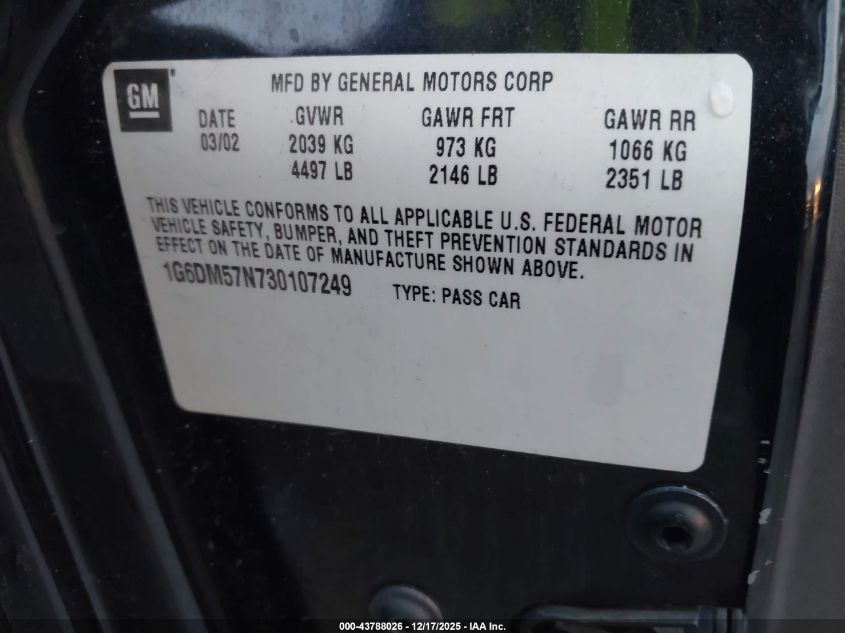 GM
MFD BY GENERAL MOTORS CORP
DATE GVWR GAWR FRT GAWR RR
03/02 2039 KG 973 KG 1066 KG
4497 LB 2146 LB 2351 LB
THIS VEHICLE CONFORMS TO ALL APPLICABLE U.S. FEDERAL MOTOR
VEHICLE SAFETY, BUMPER, AND THEFT PREVENTION STANDARDS IN
EFFECT ON THE DATE OF MANUFACTURE SHOWN ABOVE.
1G6DM57N730107249 TYPE: PASS CAR
000-43788026 - 12/17/2025 - IAA Inc.